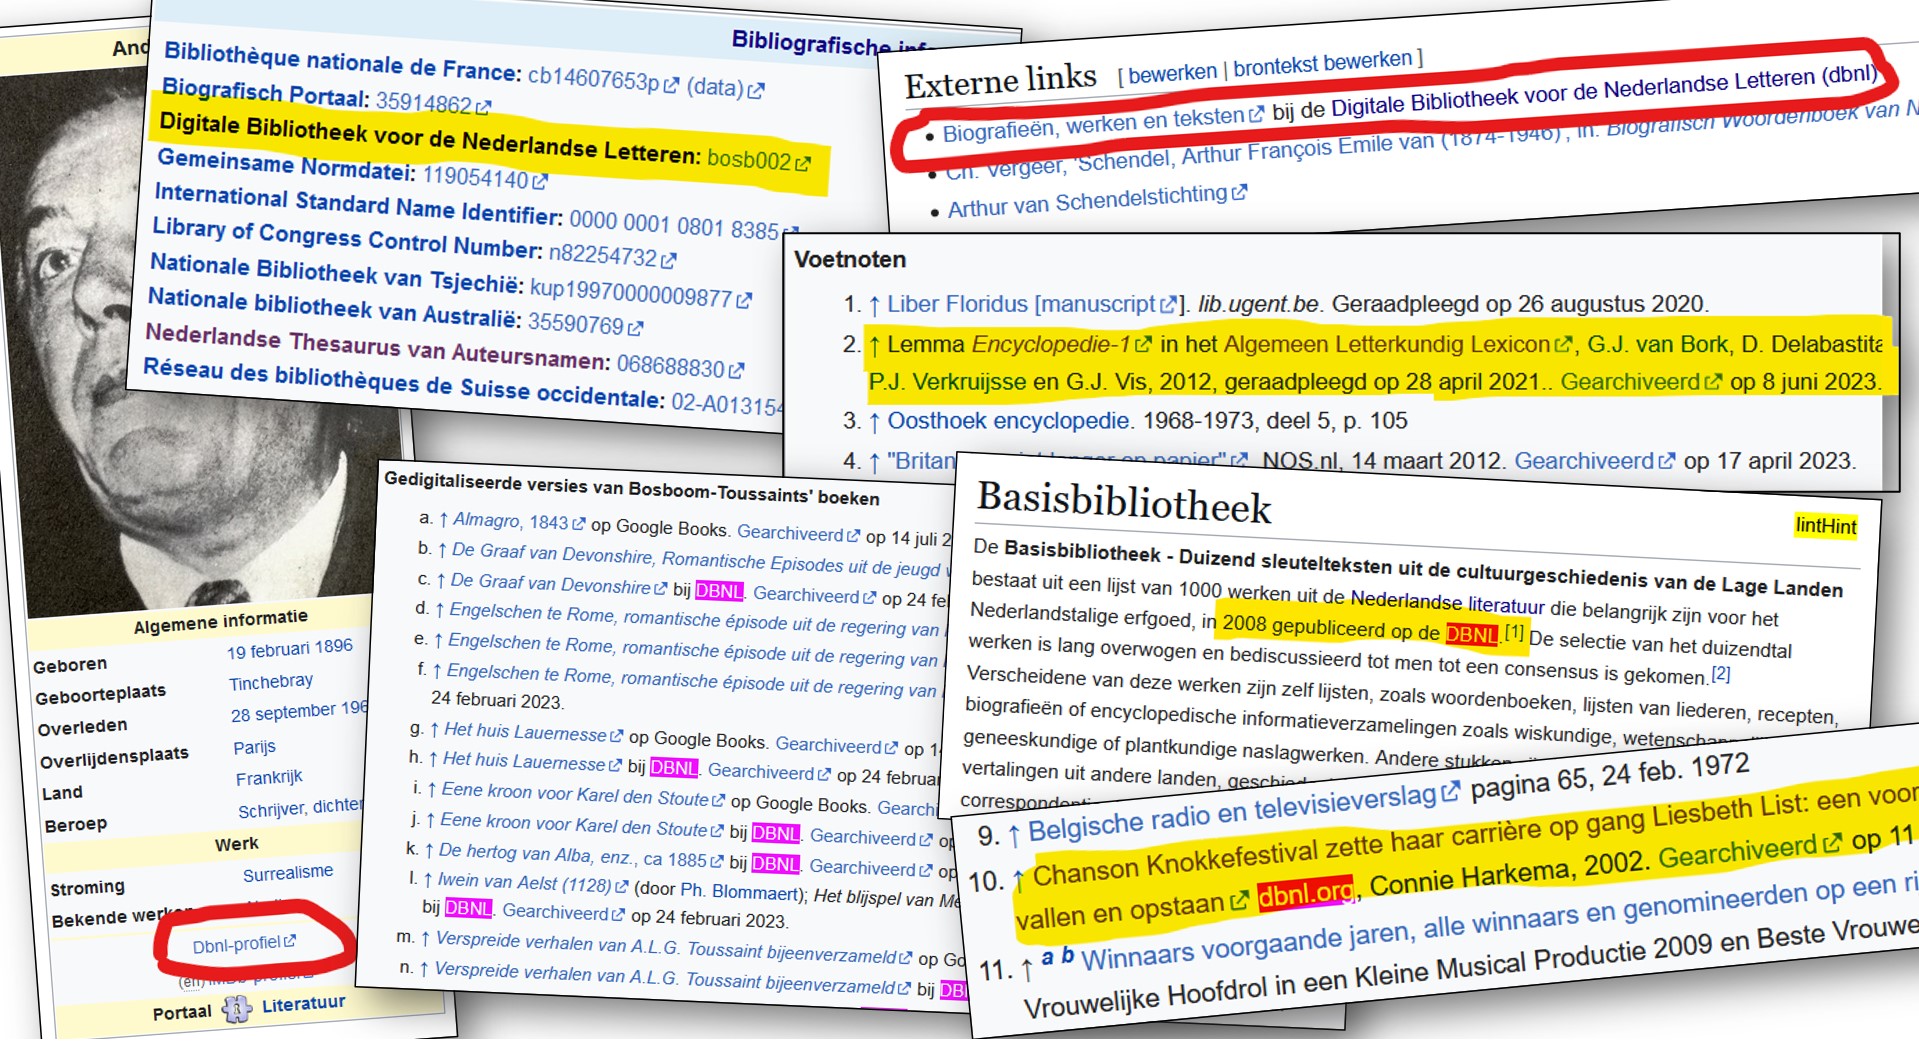 And
Algemene informatie
Geboren 19 februari 1896
Geboorteplaats Tinchebray
Overleden 28 september 196
Overlijdensplaats Parijs
Land Frankrijk
Beroep Schrijver, dichter
Werk
Stroming Surrealisme
Bekende werken
Dbnl-profiel
(en) IMDb-profiel
Portaal Literatuur
Bibliografische
Bibliothèque nationale de France: cb14607653p (data)
Biografisch Portaal: 35914862
Digitale Bibliotheek voor de Nederlandse Letteren: bosb002
Gemeinsame Normdatei: 119054140
International Standard Name Identifier: 0000 0001 0801 8385
Library of Congress Control Number: n82254732
Nationale Bibliotheek van Tsjechië: kup19970000009877
Nationale bibliotheek van Australië: 35590769
Nederlandse Thesaurus van Auteursnamen: 068688830
Réseau des bibliothèques de Suisse occidentale: 02-A013154
Externe links [ bewerken | brontekst bewerken ]
• Biografieën, werken en teksten bij de Digitale Bibliotheek voor de Nederlandse Letteren (dbnl)
• Ch. Vergeer, 'Schendel, Arthur François Emile van (1874-1946)', in: Biografisch Woordenboek van N
• Arthur van Schendelstichting
Voetnoten
1. ↑ Liber Floridus [manuscript]. lib.ugent.be. Geraadpleegd op 26 augustus 2020.
2. ↑ Lemma Encyclopedie-1 in het Algemeen Letterkundig Lexicon, G.J. van Bork, D. Delabastita
P.J. Verkruijsse en G.J. Vis, 2012, geraadpleegd op 28 april 2021.. Gearchiveerd op 8 juni 2023.
3. ↑ Oosthoek encyclopedie. 1968-1973, deel 5, p. 105
4. ↑ "Britan papier". NOS.nl, 14 maart 2012. Gearchiveerd op 17 april 2023.
Gedigitaliseerde versies van Bosboom-Toussaints' boeken
a. ↑ Almagro, 1843 op Google Books. Gearchiveerd op 14 juli 2
b. ↑ De Graaf van Devonshire, Romantische Episodes uit de jeugd v
c. ↑ De Graaf van Devonshire bij DBNL. Gearchiveerd op 24 fe
d. ↑ Engelschen te Rome, romantische épisode uit de regering van
e. ↑ Engelschen te Rome, romantische épisode uit de regering van
f. ↑ Engelschen te Rome, romantische épisode uit de regering van
24 februari 2023.
g. ↑ Het huis Lauernesse op Google Books. Gearchiveerd op 1
h. ↑ Het huis Lauernesse bij DBNL. Gearchiveerd op 24 februa
i. ↑ Eene kroon voor Karel den Stoute op Google Books. Gearchi
j. ↑ Eene kroon voor Karel den Stoute bij DBNL. Gearchiveerd op
k. ↑ De hertog van Alba, enz., ca 1885 bij DBNL. Gearchiveerd op
l. ↑ Iwein van Aelst (1128) (door Ph. Blommaert); Het blijspel van Me
bij DBNL. Gearchiveerd op 24 februari 2023.
m. ↑ Verspreide verhalen van A.L.G. Toussaint bijeenverzameld op Go
n. ↑ Verspreide verhalen van A.L.G. Toussaint bijeenverzameld bij DB
Basisbibliotheek
lintHint
De Basisbibliotheek - Duizend sleutelteksten uit de cultuurgeschiedenis van de Lage Landen
bestaat uit een lijst van 1000 werken uit de Nederlandse literatuur die belangrijk zijn voor het
Nederlandstalige erfgoed, in 2008 gepubliceerd op de DBNL.[1] De selectie van het duizendtal
werken is lang overwogen en bediscussieerd tot men tot een consensus is gekomen.[2]
Verscheidene van deze werken zijn zelf lijsten, zoals woordenboeken, lijsten van liederen, recepten,
biografieën of encyclopedische informatieverzamelingen zoals wiskundige, wetenschap
geneeskundige of plantkundige naslagwerken. Andere stukken
vertalingen uit andere landen, geschied
correspondenti
9. ↑ Belgische radio en televisieverslag pagina 65, 24 feb. 1972
10. ↑ Chanson Knokkefestival zette haar carrière op gang Liesbeth List: een voor
vallen en opstaan dbnl.org, Connie Harkema, 2002. Gearchiveerd op 11
11. ↑ a b Winnaars voorgaande jaren, alle winnaars en genomineerden op een ri
Vrouwelijke Hoofdrol in een Kleine Musical Productie 2009 en Beste Vrouwe